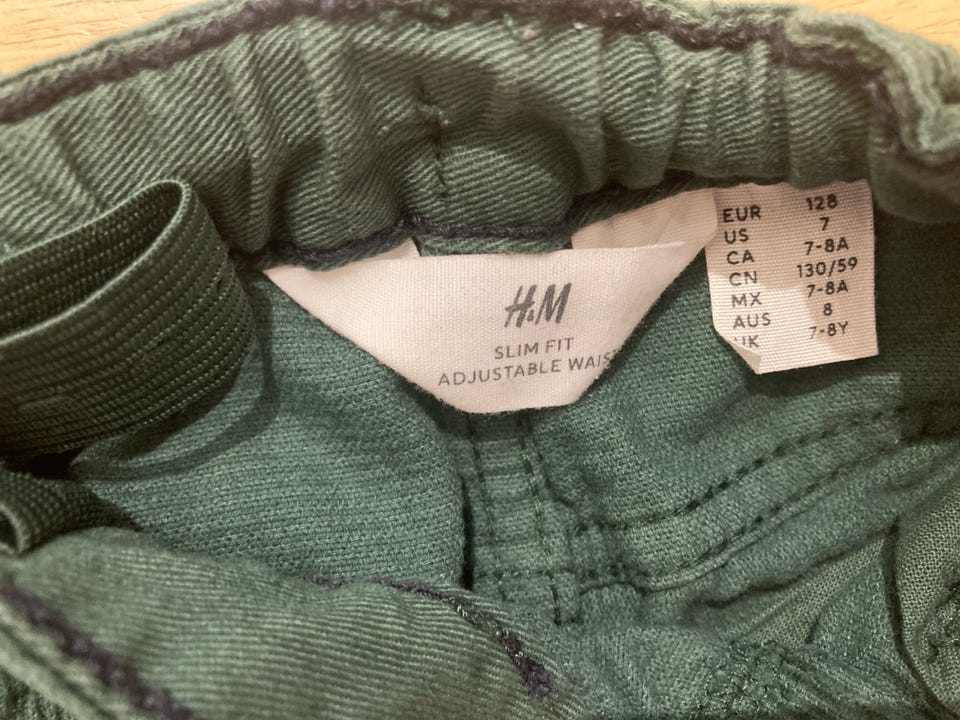 H&M
SLIM FIT
ADJUSTABLE WAIS
EUR 128
US 7
CA 7-8A
CN 130/59
MX 7-8A
AUS 8
UK 7-8Y